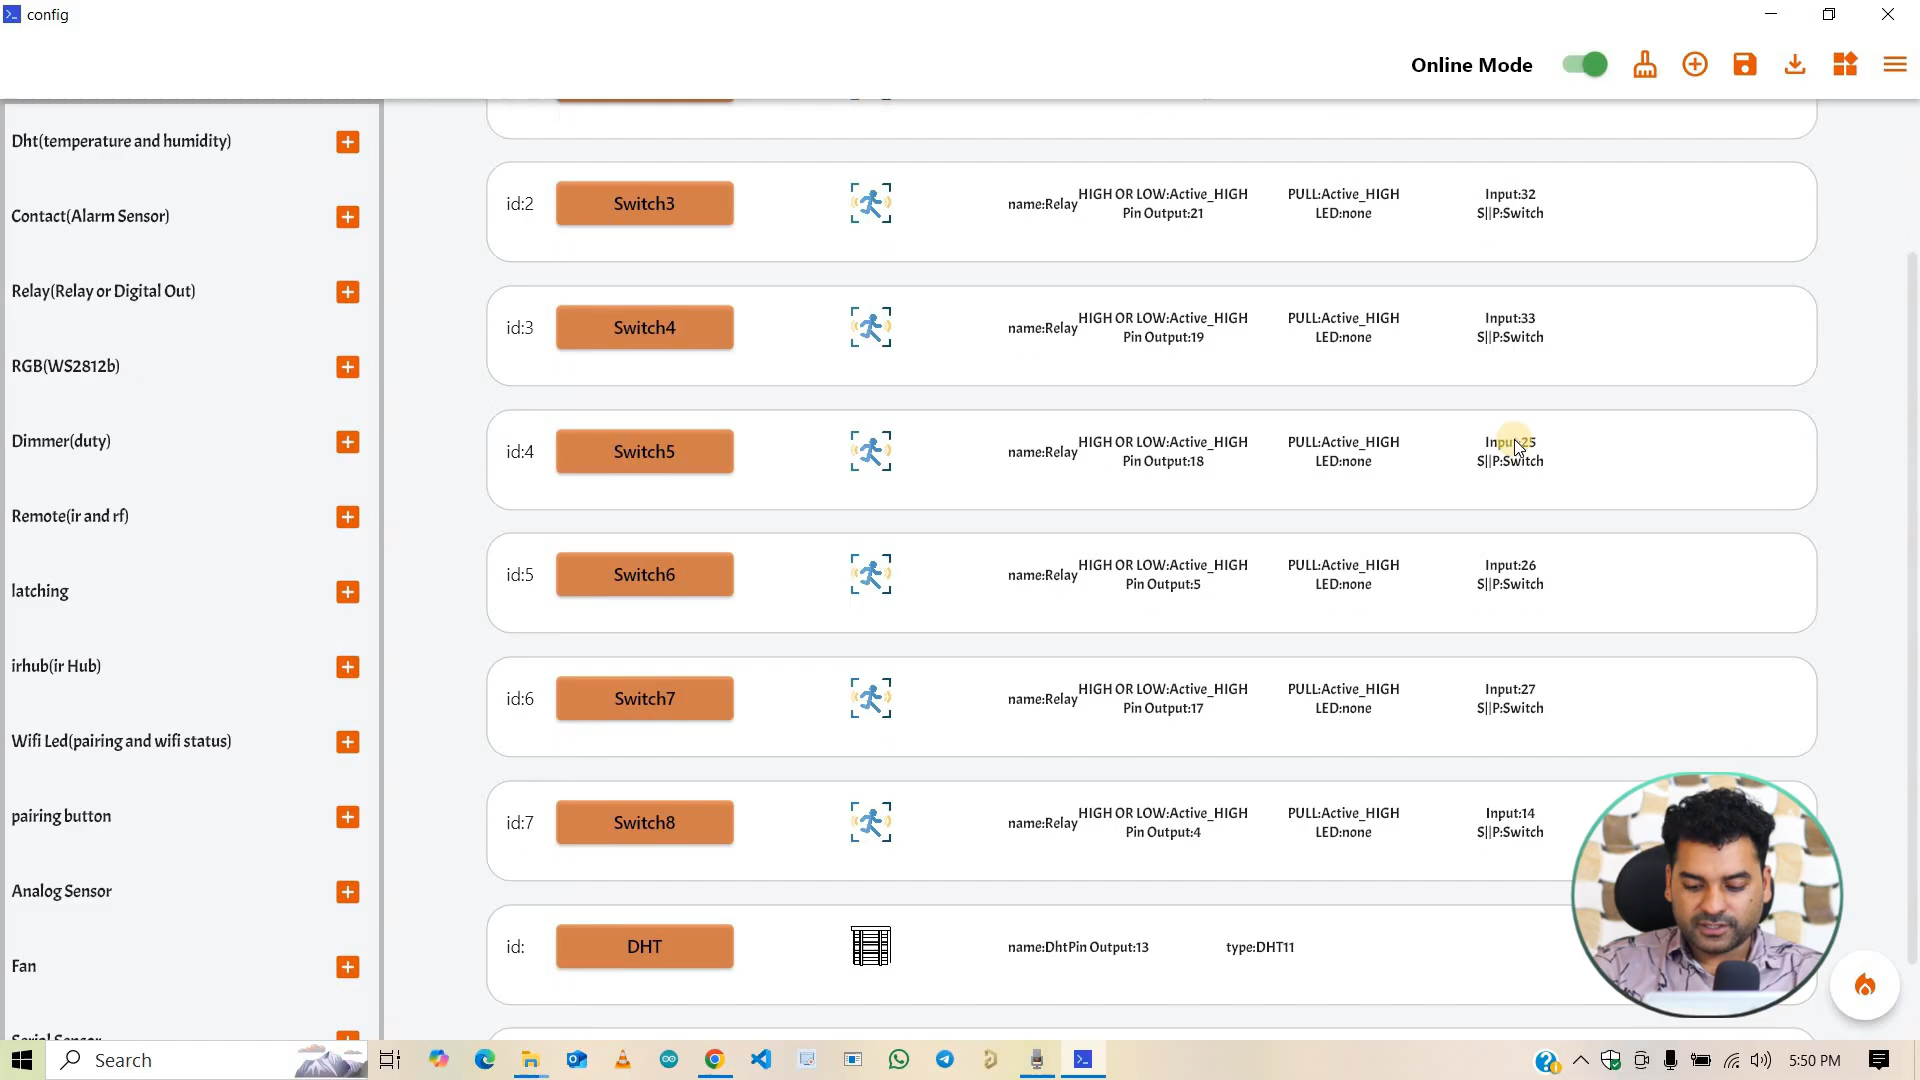 config
Online Mode
Dht(temperature and humidity)
Contact(Alarm Sensor)
Relay(Relay or Digital Out)
RGB(WS2812b)
Dimmer(duty)
Remote(ir and rf)
latching
irhub(ir Hub)
Wifi Led(pairing and wifi status)
pairing button
Analog Sensor
Fan
Serial Sensor
id:2 Switch3 name:Relay HIGH OR LOW:Active_HIGH PULL:Active_HIGH Input:32
Pin Output:21 LED:none S||P:Switch
id:3 Switch4 name:Relay HIGH OR LOW:Active_HIGH PULL:Active_HIGH Input:33
Pin Output:19 LED:none S||P:Switch
id:4 Switch5 name:Relay HIGH OR LOW:Active_HIGH PULL:Active_HIGH Input:25
Pin Output:18 LED:none S||P:Switch
id:5 Switch6 name:Relay HIGH OR LOW:Active_HIGH PULL:Active_HIGH Input:26
Pin Output:5 LED:none S||P:Switch
id:6 Switch7 name:Relay HIGH OR LOW:Active_HIGH PULL:Active_HIGH Input:27
Pin Output:17 LED:none S||P:Switch
id:7 Switch8 name:Relay HIGH OR LOW:Active_HIGH PULL:Active_HIGH Input:14
Pin Output:4 LED:none S||P:Switch
id: DHT name:DhtPin Output:13 type:DHT11
Search
5:50 PM